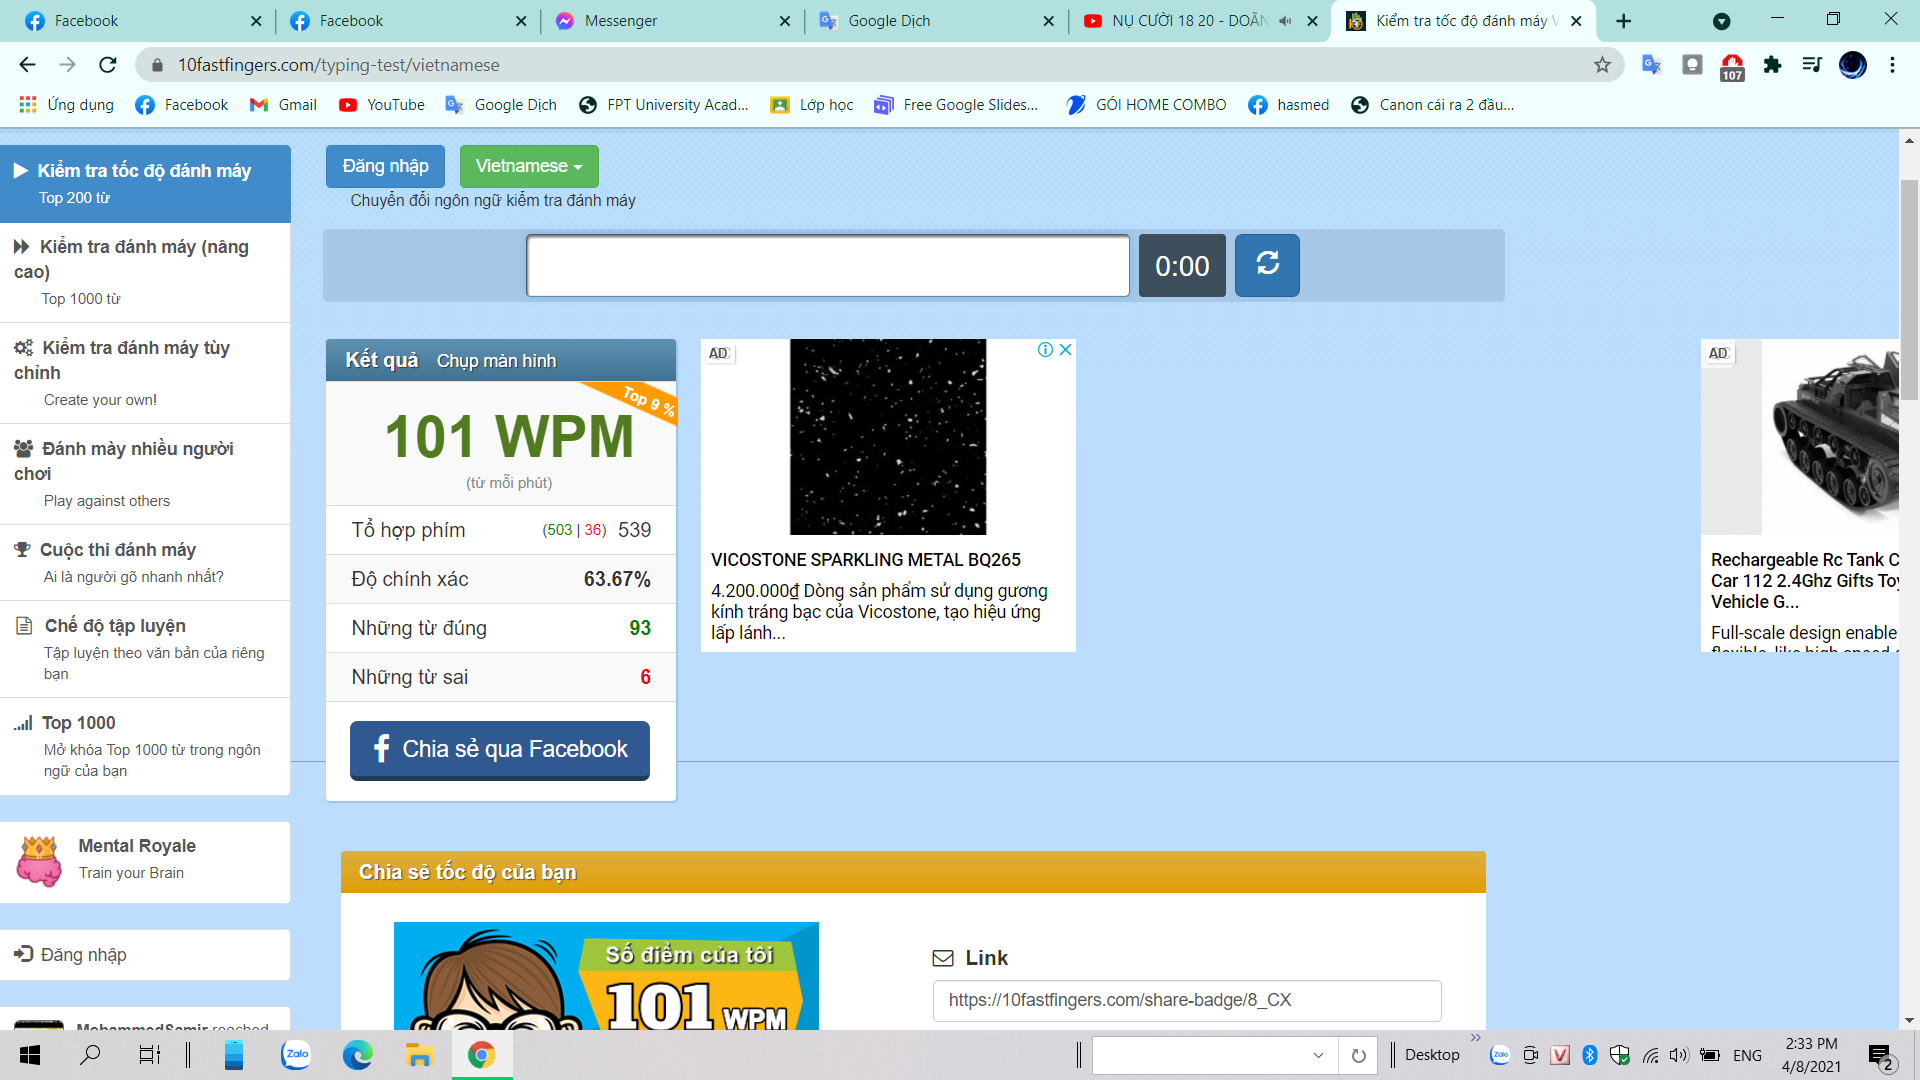 Facebook
Facebook
Messenger
Google Dịch
NỤ CƯỜI 18 20 - DOÃN
Kiểm tra tốc độ đánh máy V
10fastfingers.com/typing-test/vietnamese
107
Ứng dụng
Facebook
Gmail
YouTube
Google Dịch
FPT University Acad...
Lớp học
Free Google Slides...
GÓI HOME COMBO
hasmed
Canon cái ra 2 đầu...
Kiểm tra tốc độ đánh máy
Top 200 từ
Kiểm tra đánh máy (nâng
cao)
Top 1000 từ
Kiểm tra đánh máy tùy
chỉnh
Create your own!
Đánh mày nhiều người
chơi
Play against others
Cuộc thi đánh máy
Ai là người gõ nhanh nhất?
Chế độ tập luyện
Tập luyện theo văn bản của riêng
bạn
Top 1000
Mở khóa Top 1000 từ trong ngôn
ngữ của bạn
Mental Royale
Train your Brain
Đăng nhập
MohammedSamir reached
Đăng nhập
Vietnamese
Chuyển đổi ngôn ngữ kiểm tra đánh máy
0:00
Kết quả Chụp màn hình
Top 9 %
101 WPM
(từ mỗi phút)
Tổ hợp phím (503 | 36) 539
Độ chính xác 63.67%
Những từ đúng 93
Những từ sai 6
Chia sẻ qua Facebook
AD
VICOSTONE SPARKLING METAL BQ265
4.200.000₫ Dòng sản phẩm sử dụng gương
kính tráng bạc của Vicostone, tạo hiệu ứng
lấp lánh...
AD
Rechargeable Rc Tank C
Car 112 2.4Ghz Gifts Toy
Vehicle G...
Full-scale design enable
flexible, like high speed
Chia sẻ tốc độ của bạn
Số điểm của tôi
101 WPM
Link
https://10fastfingers.com/share-badge/8_CX
Zalo
Desktop
Zalo
V
ENG
2:33 PM
4/8/2021
2